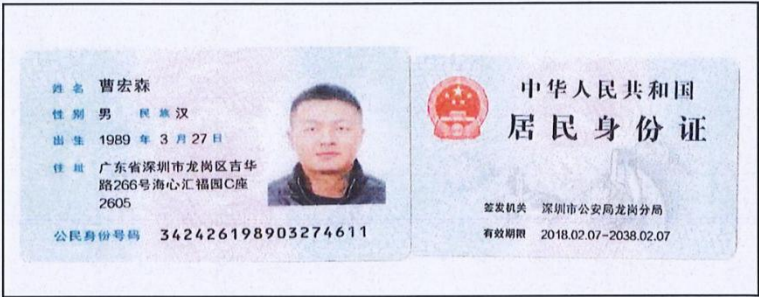 姓名 曹宏森
性别 男 民族 汉
出生 1989 年 3 月 27 日
住址 广东省深圳市龙岗区吉华
路266号海心汇福园C座
2605
公民身份号码 342426198903274611
中华人民共和国
居民身份证
签发机关 深圳市公安局龙岗分局
有效期限 2018.02.07-2038.02.07